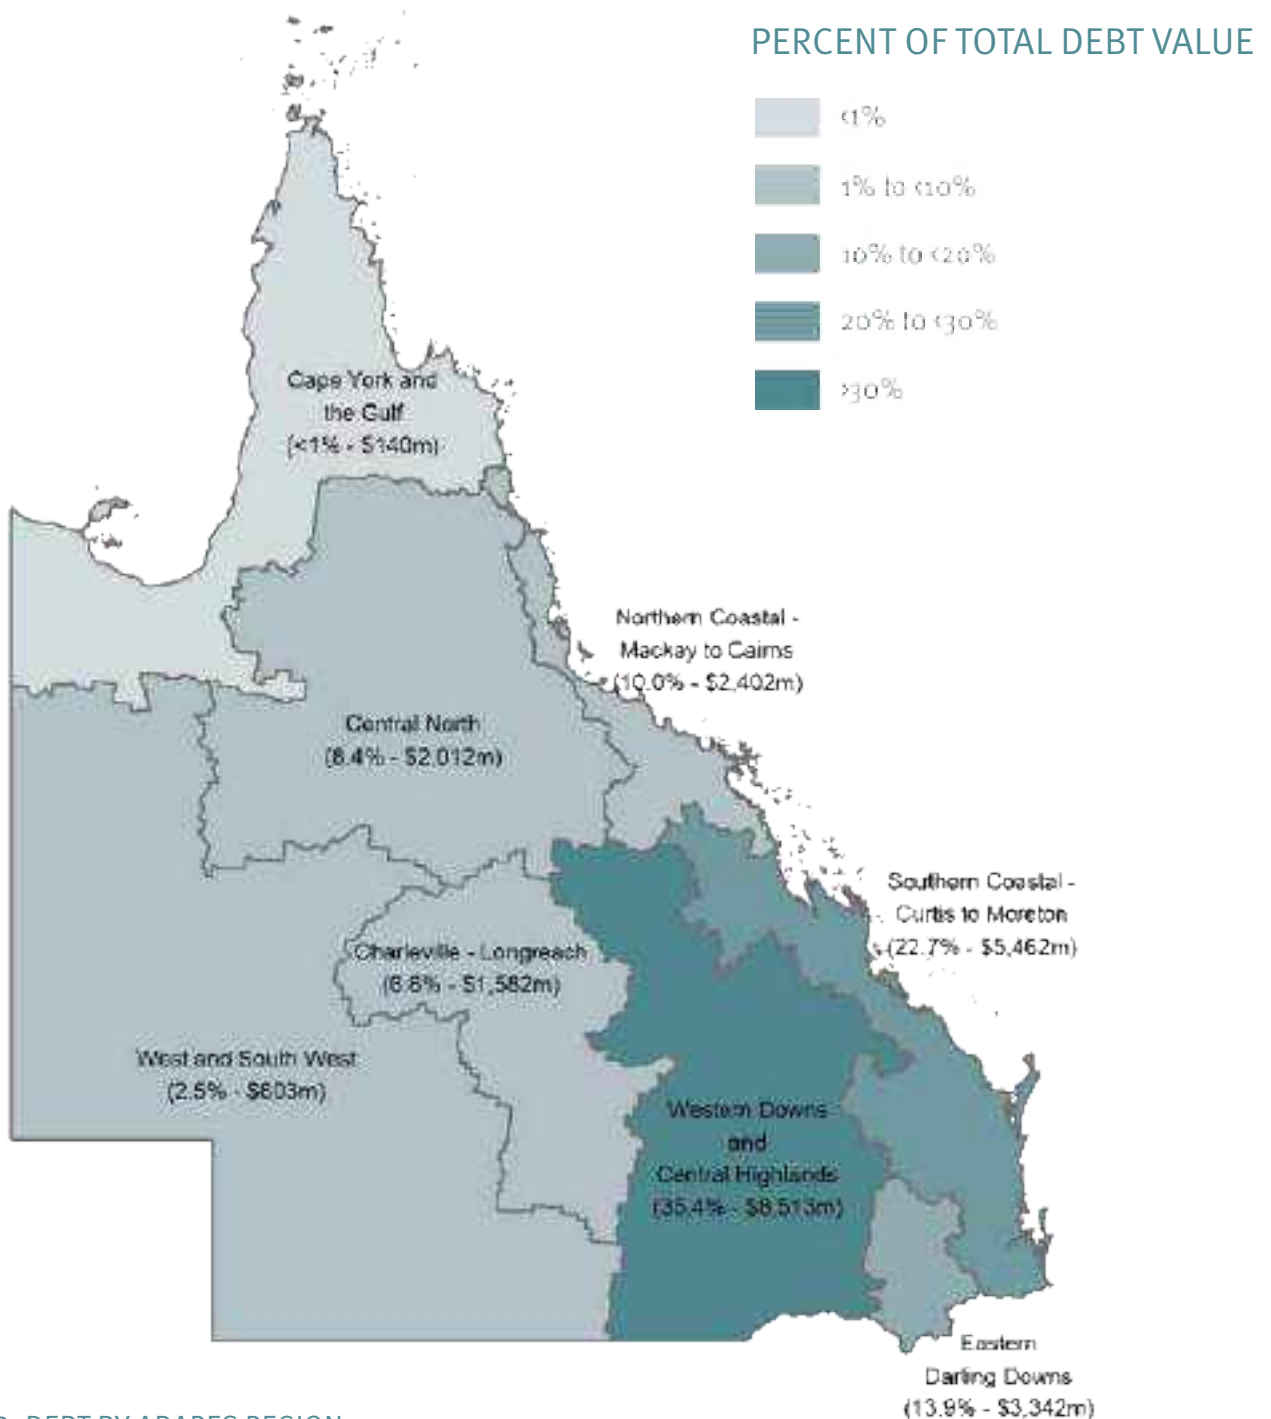 PERCENT OF TOTAL DEBT VALUE
<1%
1% to <10%
10% to <20%
20% to <30%
>30%
Cape York and
the Gulf
(<1% - $140m)
Northern Coastal -
Mackay to Cairns
(10.0% - $2,402m)
Central North
(8.4% - $2,012m)
Southern Coastal -
Curtis to Moreton
(22.7% - $5,462m)
Charleville - Longreach
(6.6% - $1,582m)
West and South West
(2.5% - $603m)
Western Downs
and
Central Highlands
(35.4% - $8,513m)
Eastern
Darling Downs
(13.9% - $3,342m)